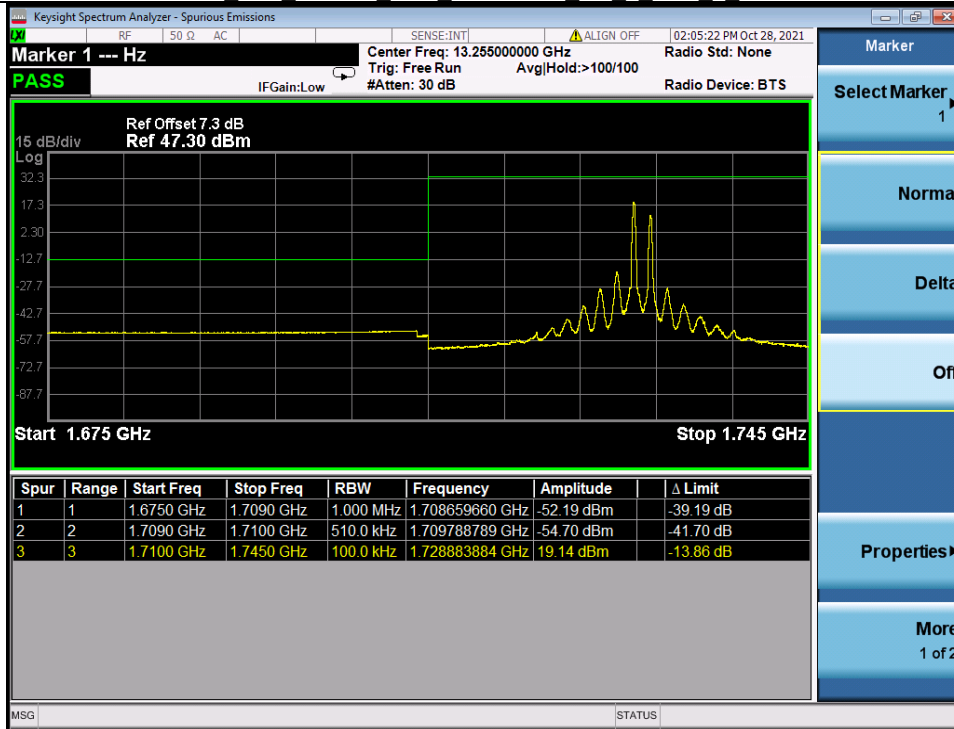 Keysight Spectrum Analyzer - Spurious Emissions
LXI RF 50 Ω AC SENSE:INT ALIGN OFF 02:05:22 PM Oct 28, 2021
Marker 1 --- Hz Center Freq: 13.255000000 GHz Radio Std: None
Trig: Free Run Avg|Hold:>100/100
PASS IFGain:Low #Atten: 30 dB Radio Device: BTS
Ref Offset 7.3 dB
15 dB/div Ref 47.30 dBm
Log
32.3
17.3
2.30
-12.7
-27.7
-42.7
-57.7
-72.7
-87.7
Start 1.675 GHz Stop 1.745 GHz
Spur Range Start Freq Stop Freq RBW Frequency Amplitude Δ Limit
1 1 1.6750 GHz 1.7090 GHz 1.000 MHz 1.708659660 GHz -52.19 dBm -39.19 dB
2 2 1.7090 GHz 1.7100 GHz 510.0 kHz 1.709788789 GHz -54.70 dBm -41.70 dB
3 3 1.7100 GHz 1.7450 GHz 100.0 kHz 1.728883884 GHz 19.14 dBm -13.86 dB
MSG STATUS
Marker
Select Marker
1
Norma
Delta
Off
Properties
More
1 of 2